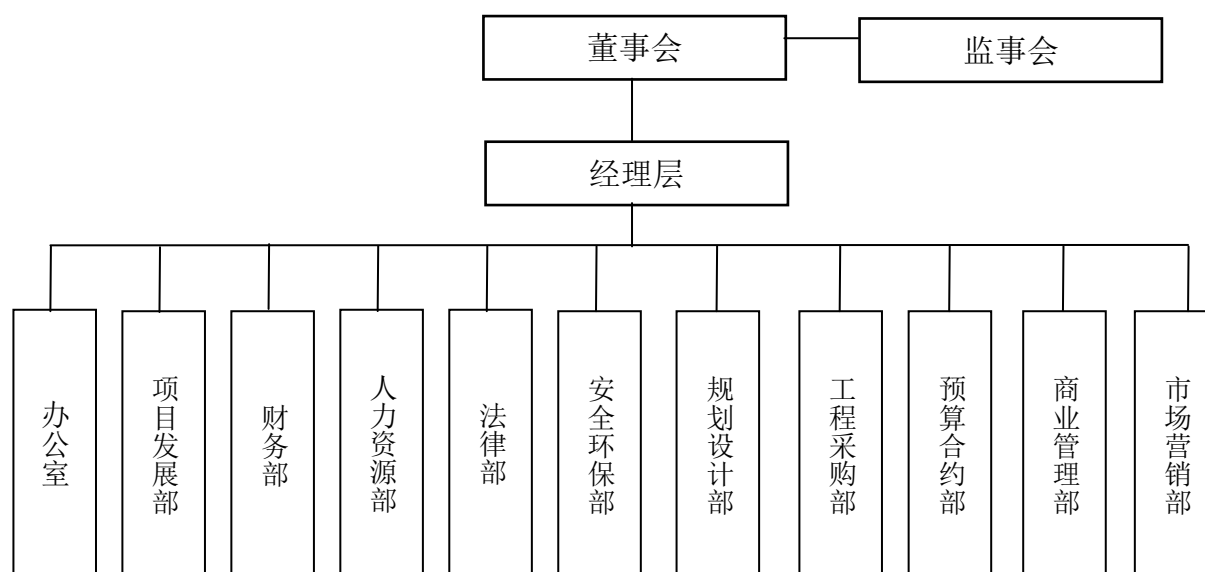 董事会
监事会
经理层
办公室
项目发展部
财务部
人力资源部
法律部
安全环保部
规划设计部
工程采购部
预算合约部
商业管理部
市场营销部